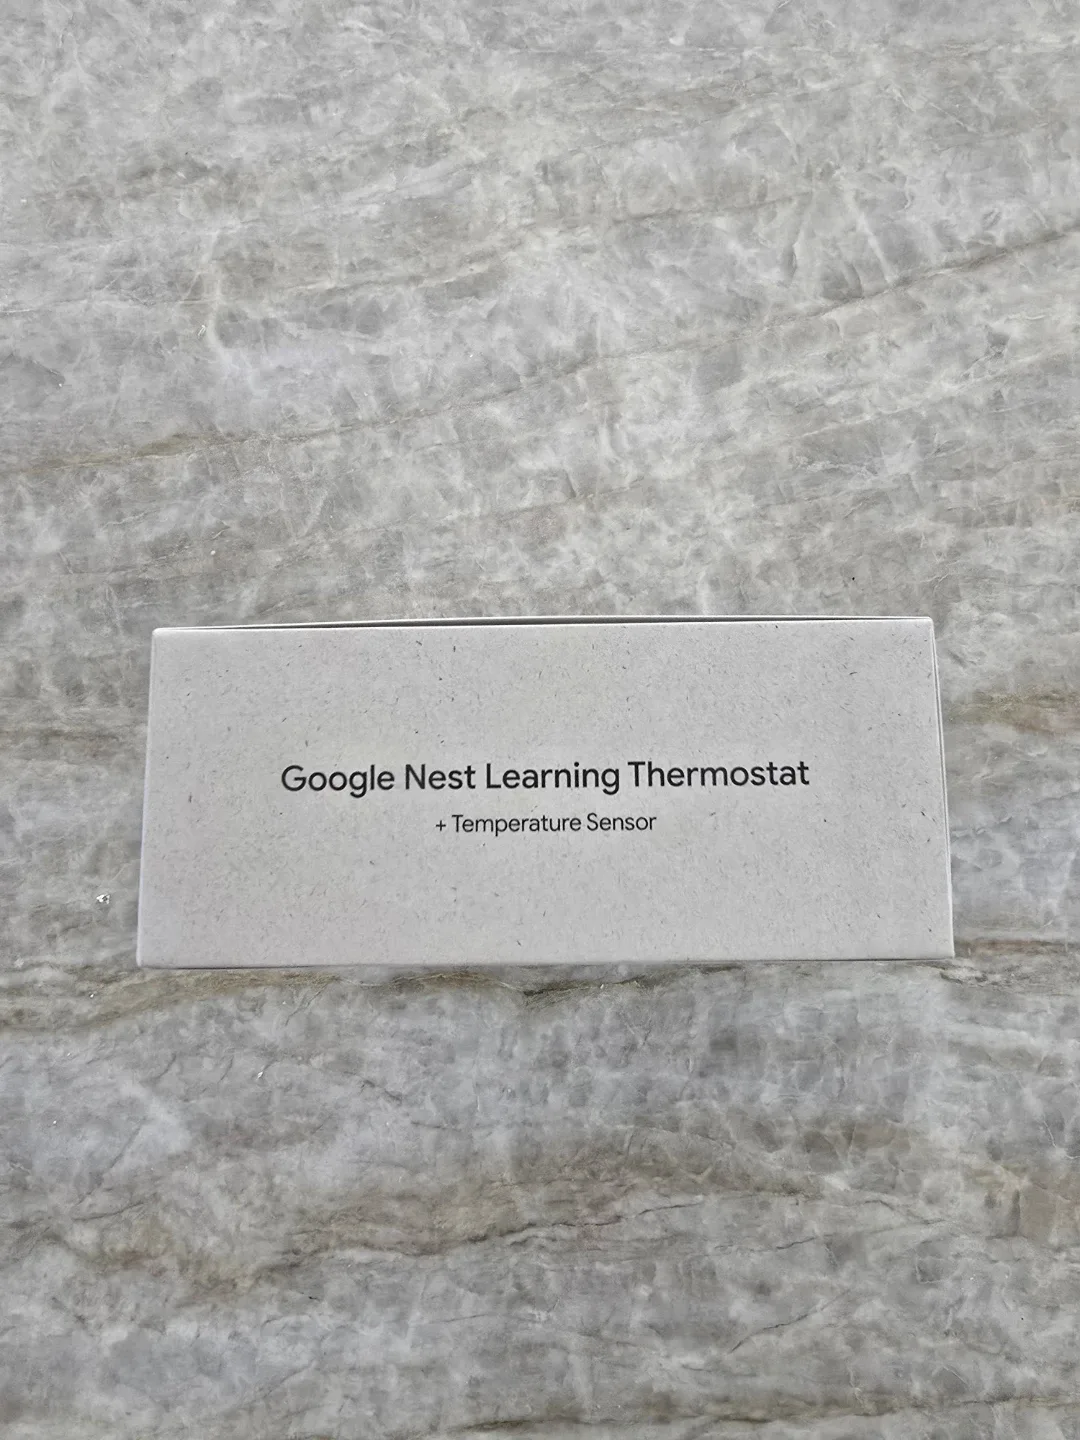 Google Nest Learning Thermostat
+ Temperature Sensor